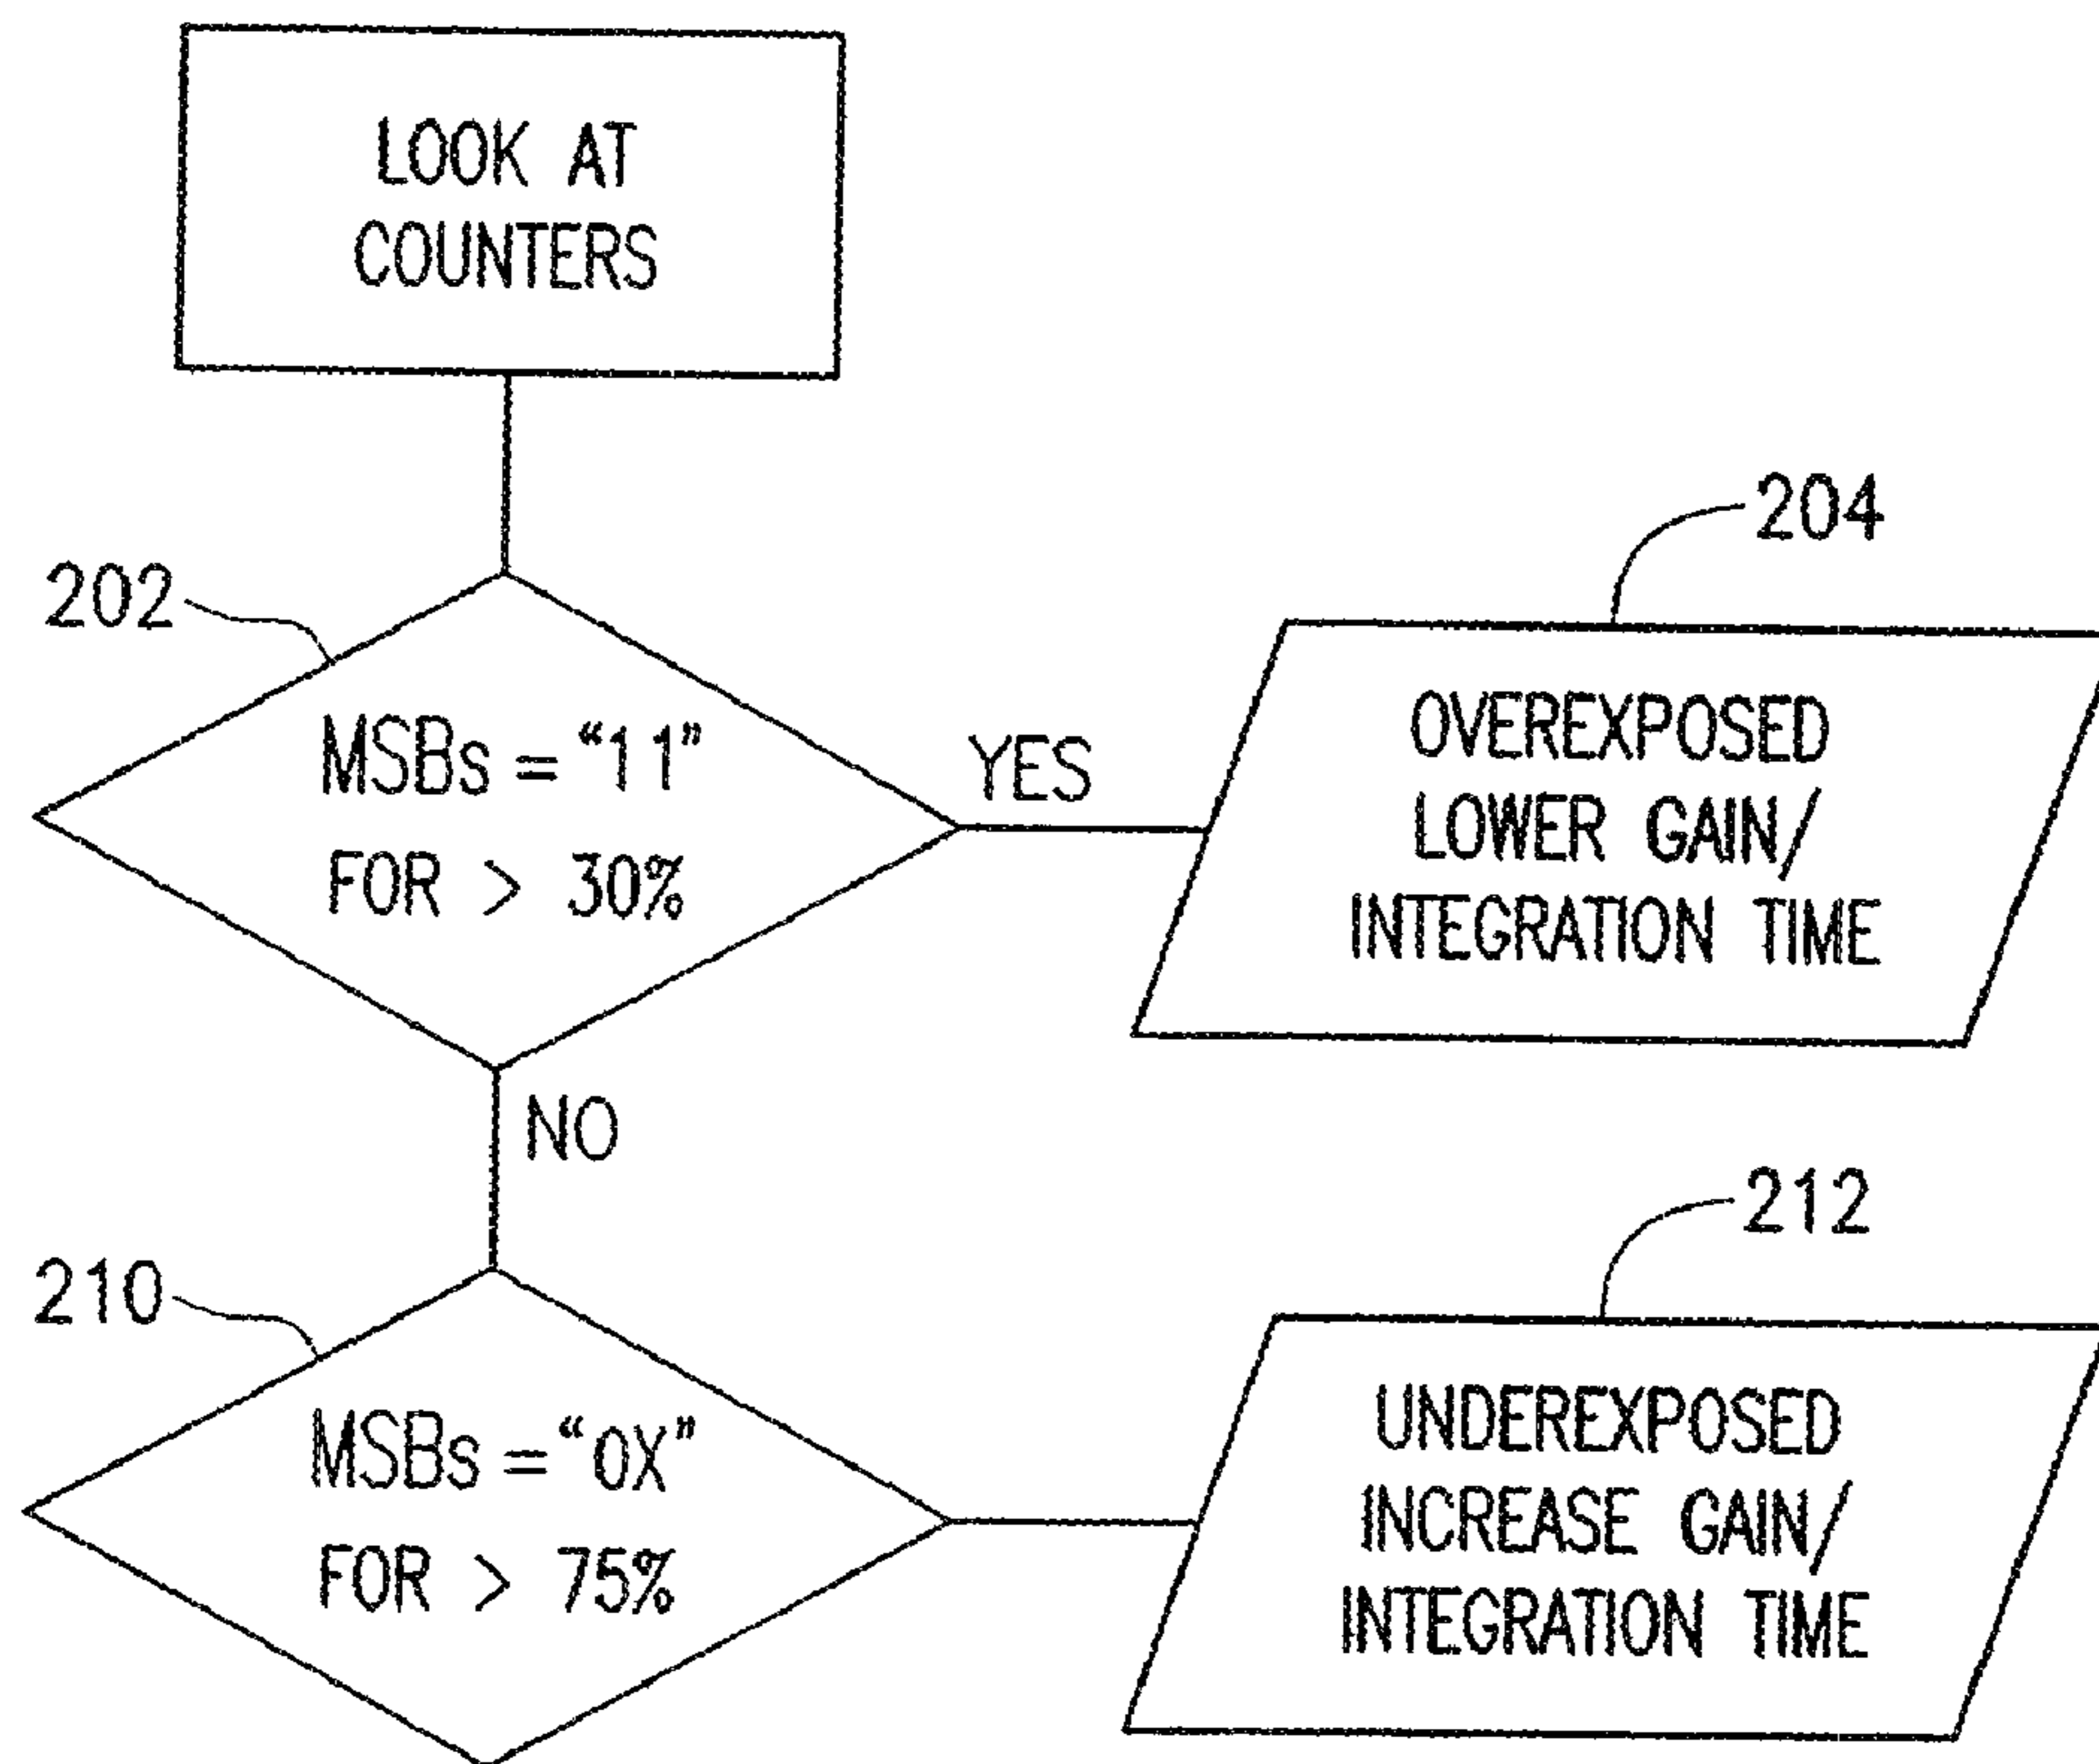 LOOK AT
COUNTERS
202
MSBs = “11”
FOR > 30%
YES
204
OVEREXPOSED
LOWER GAIN/
INTEGRATION TIME
NO
210
MSBs = “0X”
FOR > 75%
212
UNDEREXPOSED
INCREASE GAIN/
INTEGRATION TIME